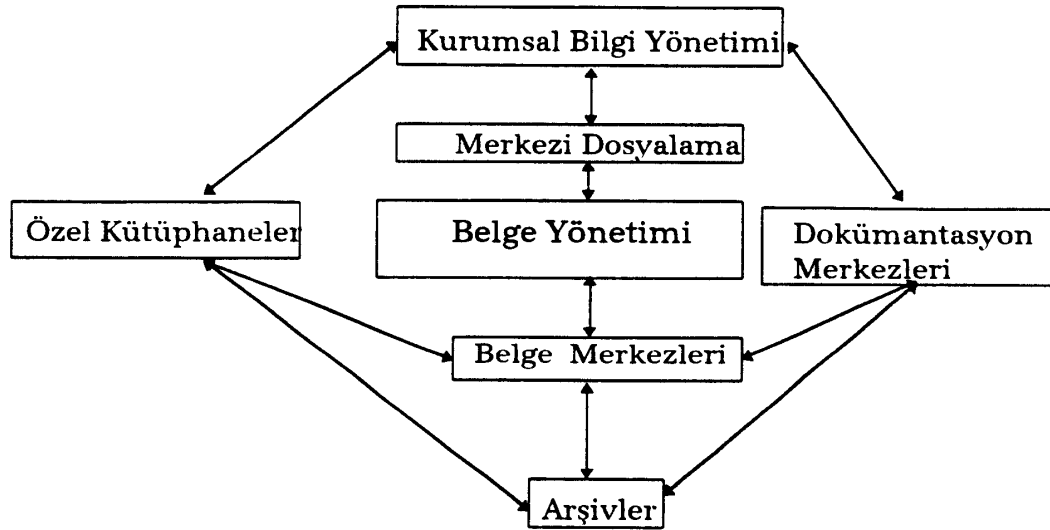 Kurumsal Bilgi Yönetimi
Merkezi Dosyalama
Özel Kütüphaneler
Belge Yönetimi
Dokümantasyon
Merkezleri
Belge Merkezleri
Arşivler